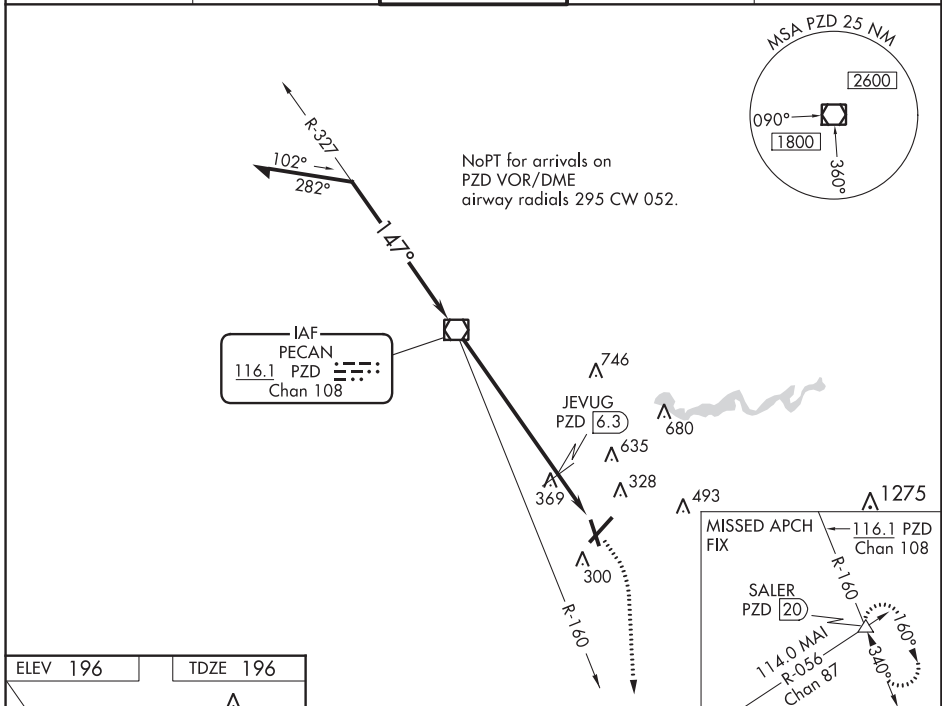 MSA PZD 25 NM
2600
090°
1800
360°
R-327
102°
282°
NoPT for arrivals on
PZD VOR/DME
airway radials 295 CW 052.
147°
IAF
PECAN
116.1 PZD
Chan 108
746
JEVUG
PZD 6.3
680
635
369
328
493
1275
300
R-160
MISSED APCH
FIX
116.1 PZD
Chan 108
R-160
SALER
PZD 20
160°
340°
114.0 MAI
R-056
Chan 87
ELEV 196
TDZE 196